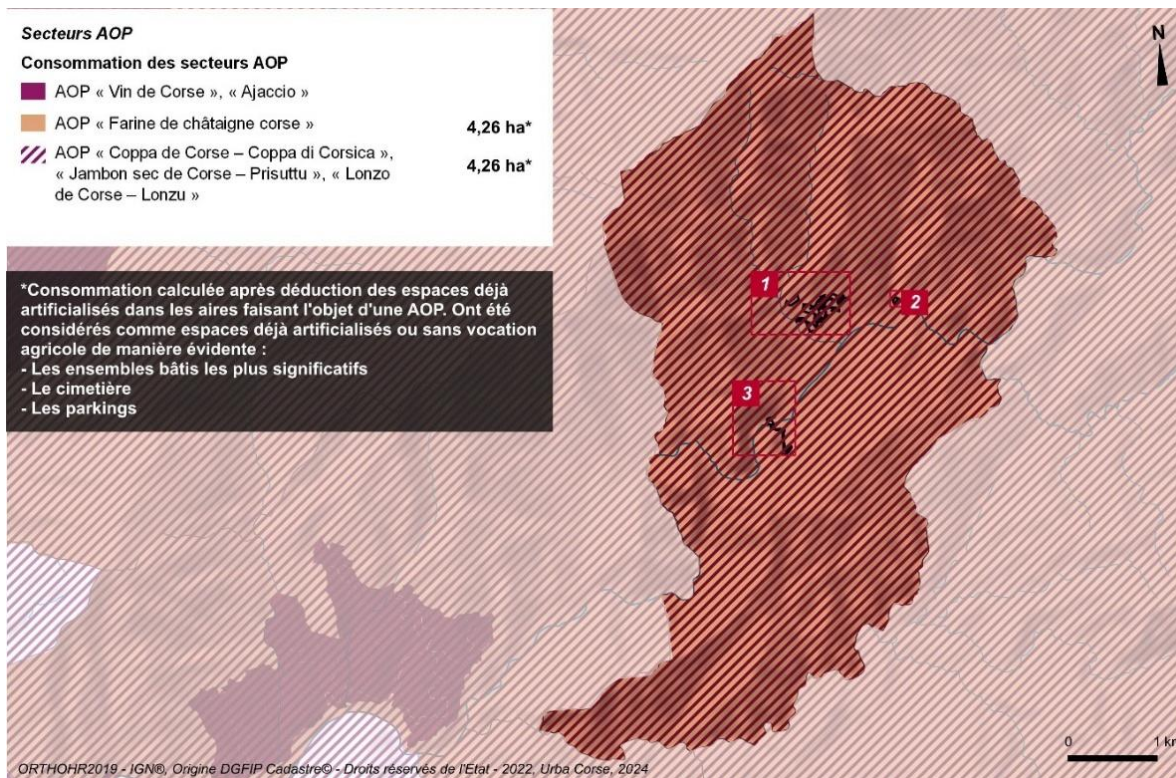 Secteurs AOP
Consommation des secteurs AOP
AOP « Vin de Corse », « Ajaccio »
AOP « Farine de châtaigne corse » 4,26 ha*
AOP « Coppa de Corse – Coppa di Corsica »,
« Jambon sec de Corse – Prisuttu », « Lonzo
de Corse – Lonzu » 4,26 ha*
*Consommation calculée après déduction des espaces déjà
artificialisés dans les aires faisant l'objet d'une AOP. Ont été
considérés comme espaces déjà artificialisés ou sans vocation
agricole de manière évidente :
- Les ensembles bâtis les plus significatifs
- Le cimetière
- Les parkings
N
1
2
3
0 1 km
ORTHOHR2019 - IGN®, Origine DGFIP Cadastre© - Droits réservés de l'Etat - 2022, Urba Corse, 2024